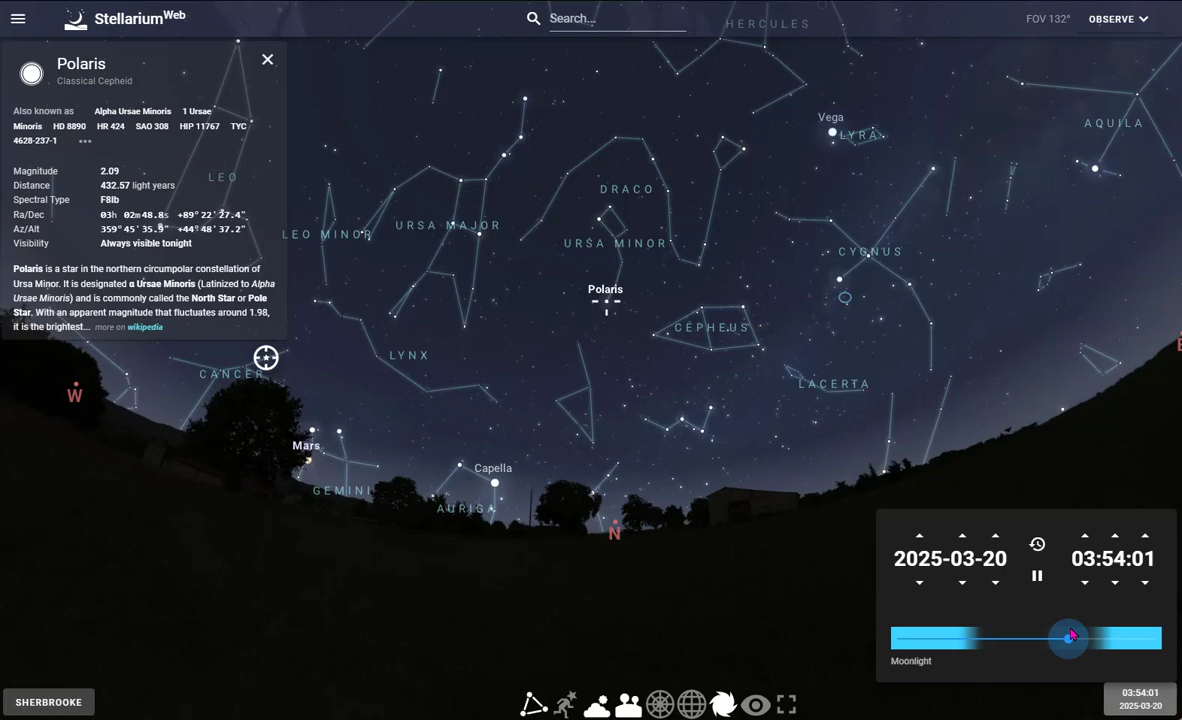 StellariumWeb
Search...
FOV 132°
OBSERVE
Polaris
Classical Cepheid
Also known as Alpha Ursae Minoris 1 Ursae
Minoris HD 8890 HR 424 SAO 308 HIP 11767 TYC
4628-237-1
Magnitude 2.09
Distance 432.57 light years
Spectral Type F8Ib
Ra/Dec 03h 02m48.8s +89°22'27.4"
Az/Alt 359°45'35.9" +44°48'37.2"
Visibility Always visible tonight
Polaris is a star in the northern circumpolar constellation of
Ursa Minor. It is designated α Ursae Minoris (Latinized to Alpha
Ursae Minoris) and is commonly called the North Star or Pole
Star. With an apparent magnitude that fluctuates around 1.98,
it is the brightest... more on wikipedia
HERCULES
AQUILA
Vega
LYRA
LEO
DRACO
LEO MINOR
URSA MAJOR
URSA MINOR
CYGNUS
Polaris
CEPHEUS
LYNX
CANCER
LACERTA
W
E
Mars
Capella
GEMINI
AURIGA
N
2025-03-20
03:54:01
Moonlight
SHERBROOKE
03:54:01
2025-03-20